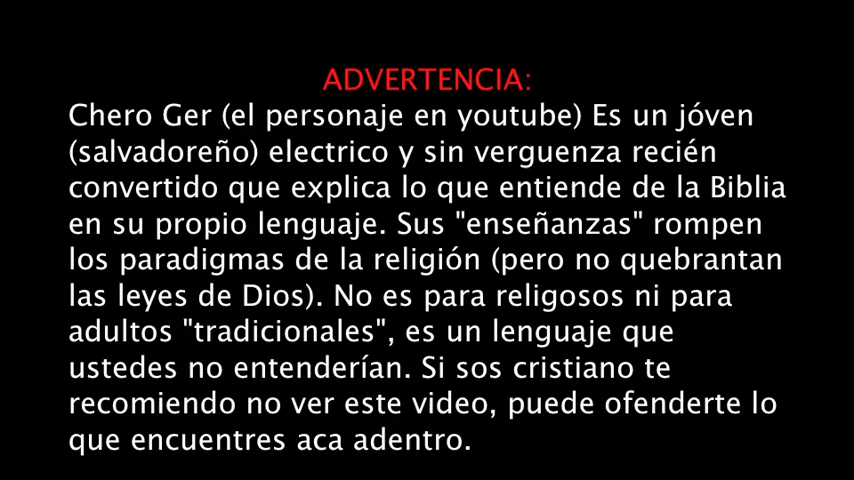 ADVERTENCIA:
Chero Ger (el personaje en youtube) Es un jóven
(salvadoreño) electrico y sin verguenza recién
convertido que explica lo que entiende de la Biblia
en su propio lenguaje. Sus "enseñanzas" rompen
los paradigmas de la religión (pero no quebrantan
las leyes de Dios). No es para religosos ni para
adultos "tradicionales", es un lenguaje que
ustedes no entenderían. Si sos cristiano te
recomiendo no ver este video, puede ofenderte lo
que encuentres aca adentro.